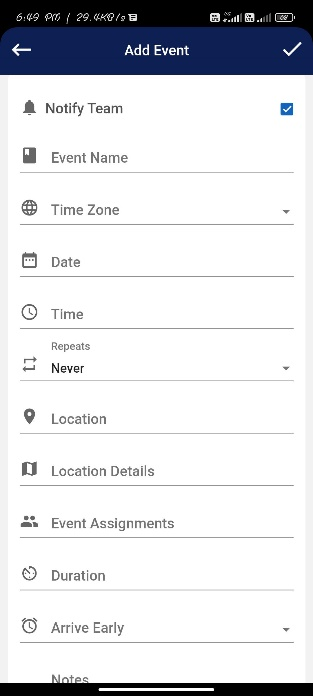 6:49 PM | 29.4KB/s
Add Event
Notify Team
Event Name
Time Zone
Date
Time
Repeats
Never
Location
Location Details
Event Assignments
Duration
Arrive Early
Notes